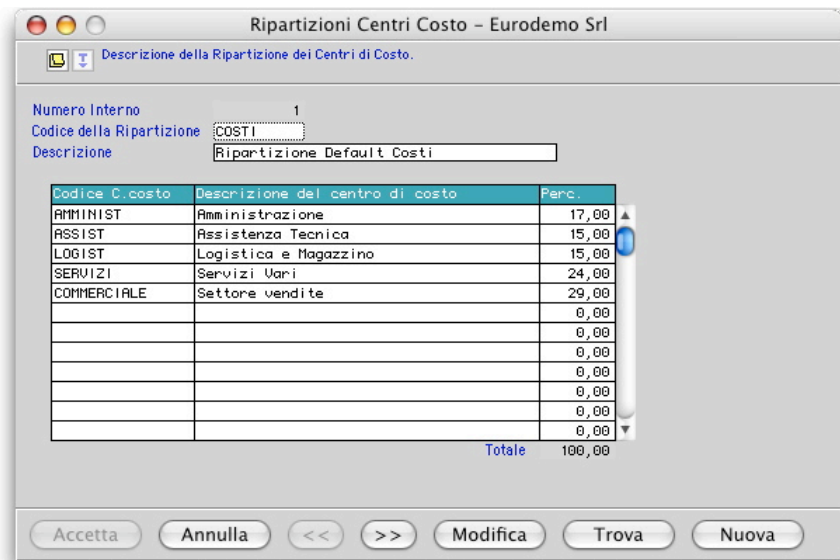 Ripartizioni Centri Costo - Eurodemo Srl
Descrizione della Ripartizione dei Centri di Costo.
Numero Interno 1
Codice della Ripartizione COSTI
Descrizione Ripartizione Default Costi
Codice C.costo Descrizione del centro di costo Perc.
AMMINIST Amministrazione 17,00
ASSIST Assistenza Tecnica 15,00
LOGIST Logistica e Magazzino 15,00
SERVIZI Servizi Vari 24,00
COMMERCIALE Settore vendite 29,00
0,00
0,00
0,00
0,00
0,00
0,00
0,00
Totale 100,00
Accetta Annulla << >> Modifica Trova Nuova